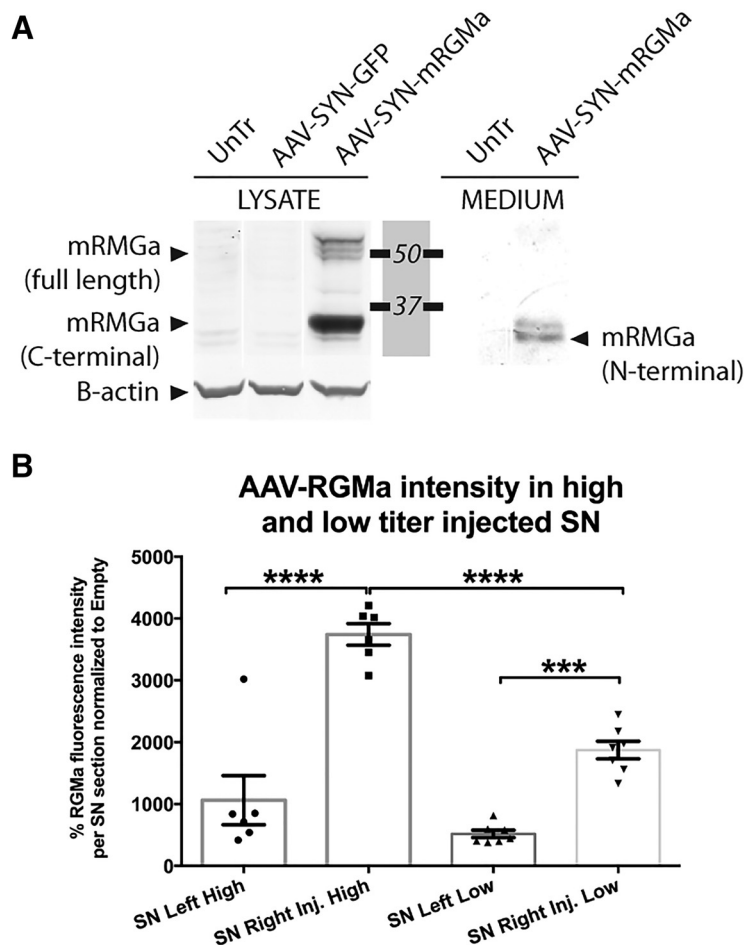 A
UnTr
AAV-SYN-GFP
AAV-SYN-mRGMa
UnTr
AAV-SYN-mRGMa
LYSATE
MEDIUM
mRMGa
(full length)
50
37
mRMGa
(C-terminal)
mRMGa
(N-terminal)
B-actin
B
AAV-RGMa intensity in high
and low titer injected SN
% RGMa fluorescence intensity
per SN section normalized to Empty
5000
4000
3000
2000
1000
0
****
****
***
SN Left High
SN Right Inj. High
SN Left Low
SN Right Inj. Low